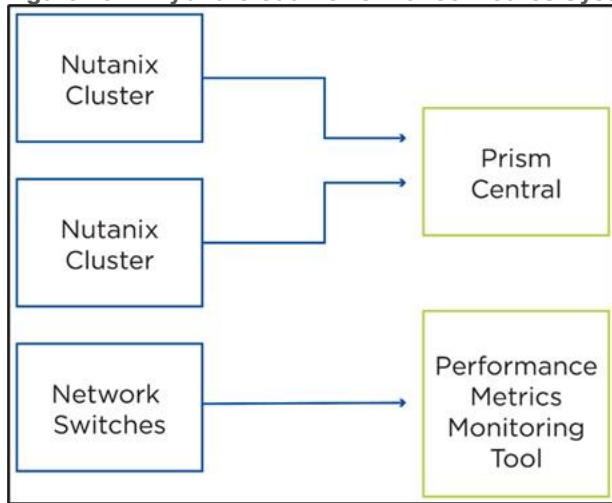 Nutanix
Cluster
Prism
Central
Nutanix
Cluster
Network
Switches
Performance
Metrics
Monitoring
Tool